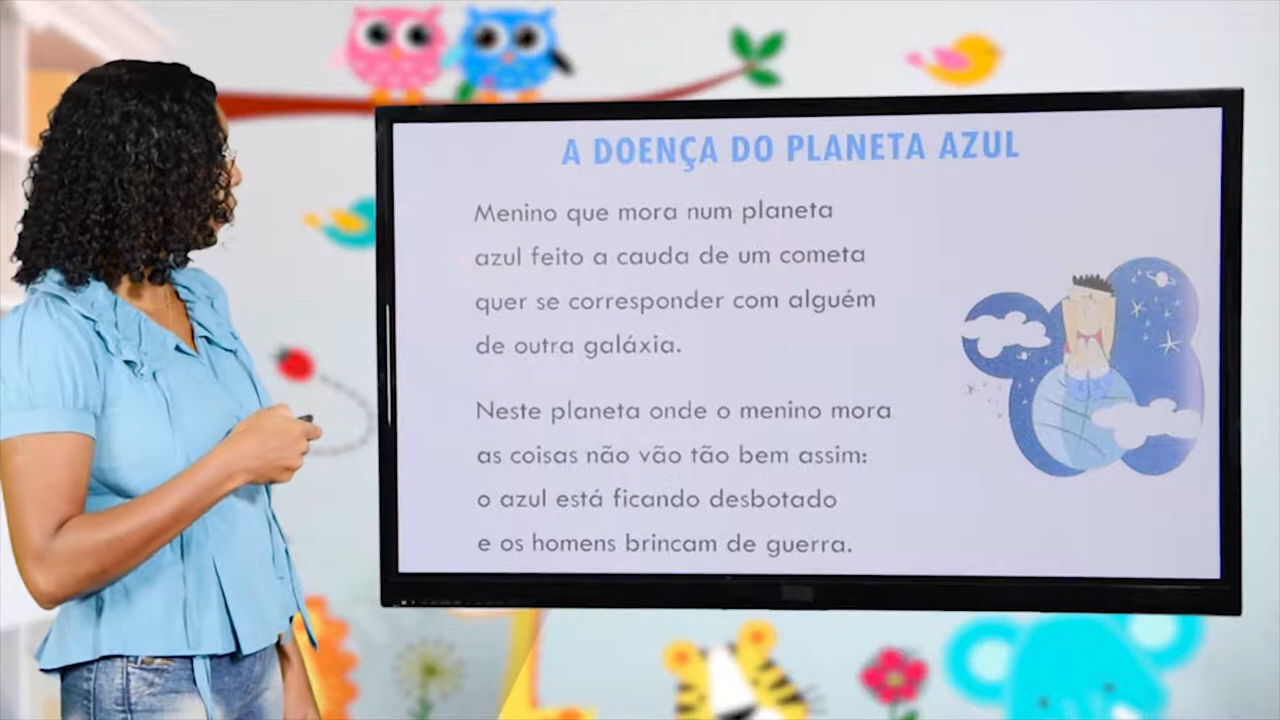 A DOENÇA DO PLANETA AZUL
Menino que mora num planeta
azul feito a cauda de um cometa
quer se corresponder com alguém
de outra galáxia.
Neste planeta onde o menino mora
as coisas não vão tão bem assim:
o azul está ficando desbotado
e os homens brincam de guerra.